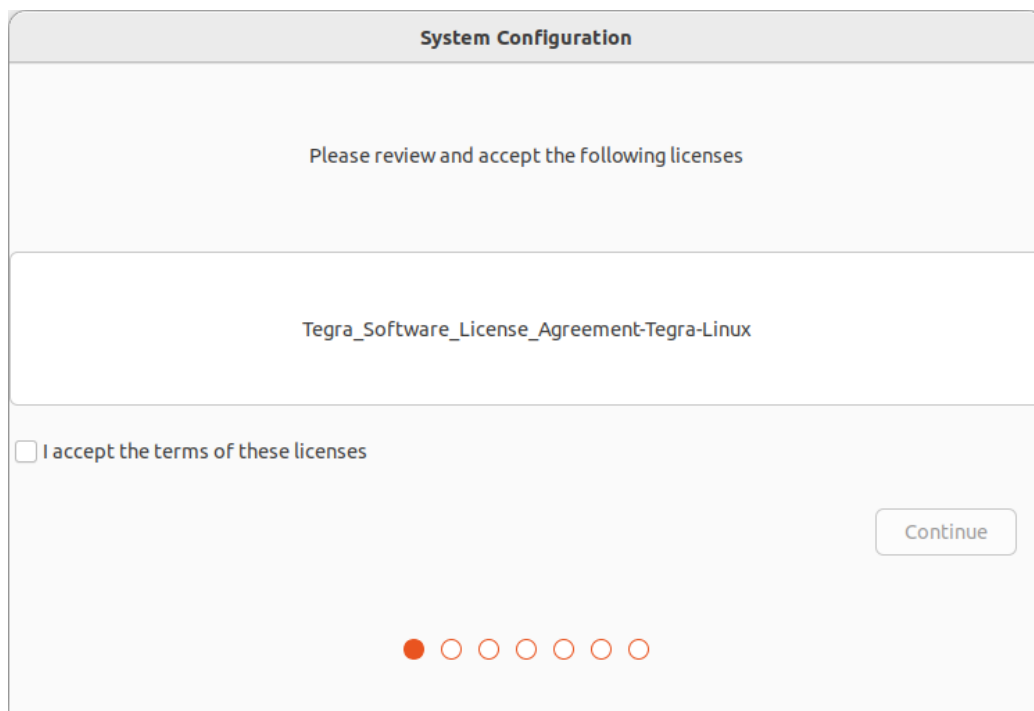 System Configuration
Please review and accept the following licenses
Tegra_Software_License_Agreement-Tegra-Linux
I accept the terms of these licenses
Continue